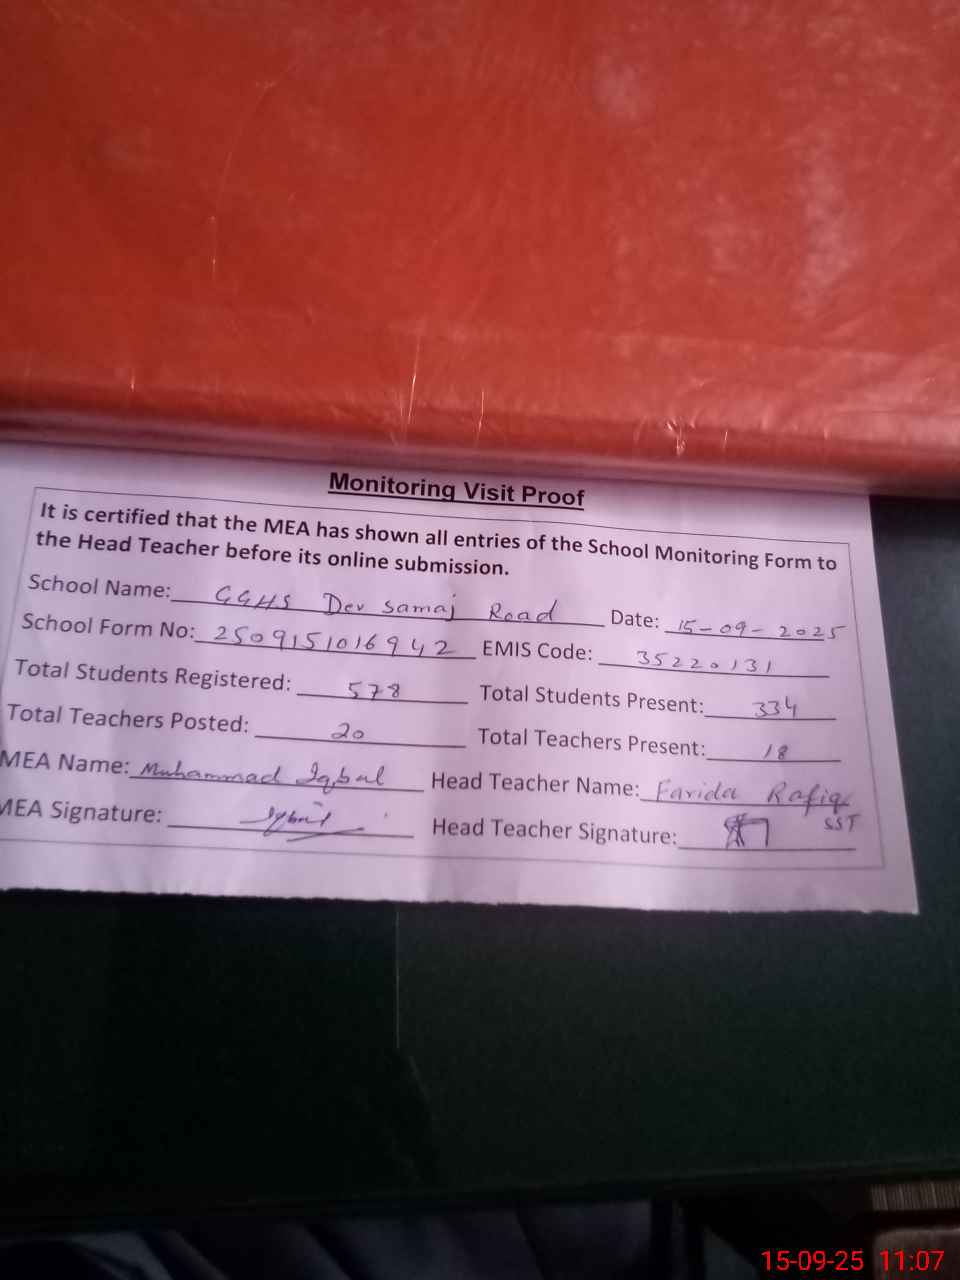 Monitoring Visit Proof
It is certified that the MEA has shown all entries of the School Monitoring Form to
the Head Teacher before its online submission.
School Name: GGHS Dev Samaj Road Date: 15-09-2025
School Form No: 2509151016942 EMIS Code: 35220131
Total Students Registered: 578 Total Students Present: 334
Total Teachers Posted: 20 Total Teachers Present: 18
MEA Name: Muhammad Iqbal Head Teacher Name: Farida Rafiq
SST
MEA Signature: Iqbal Head Teacher Signature:
15-09-25 11:07